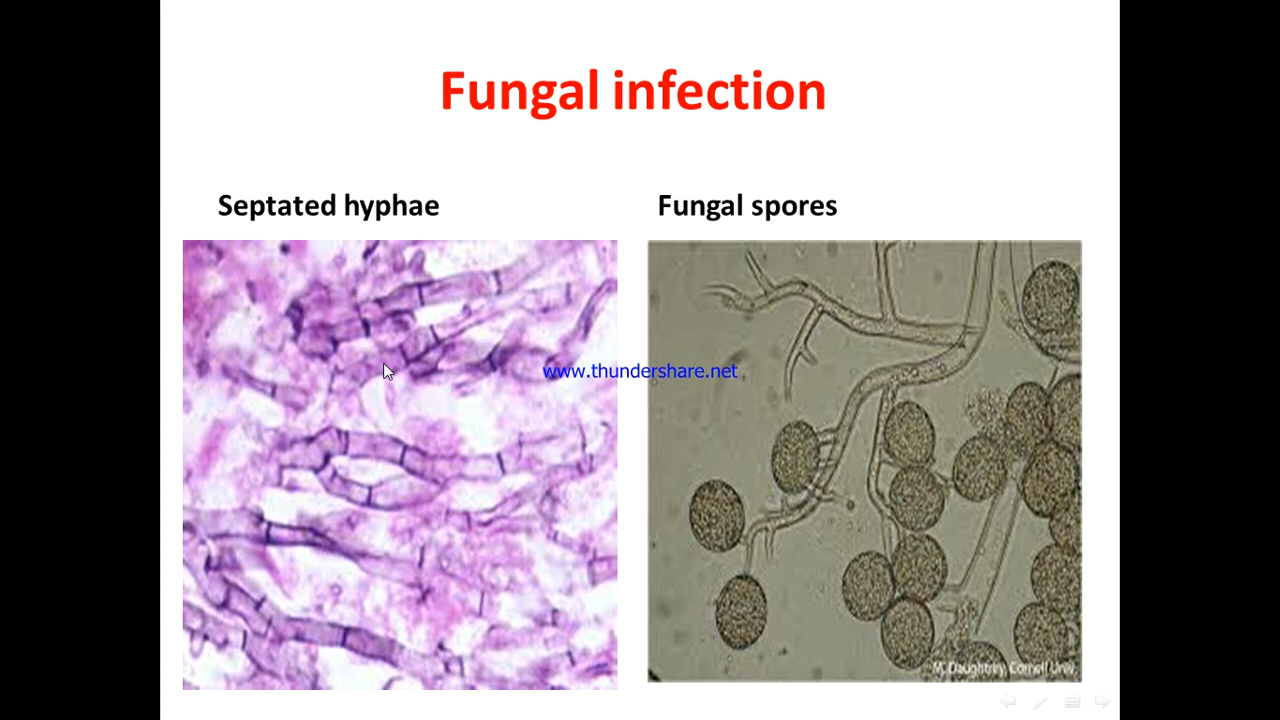 Fungal infection
Septated hyphae
Fungal spores
www.thundershare.net
M. Daughtrey, Cornell Univ.